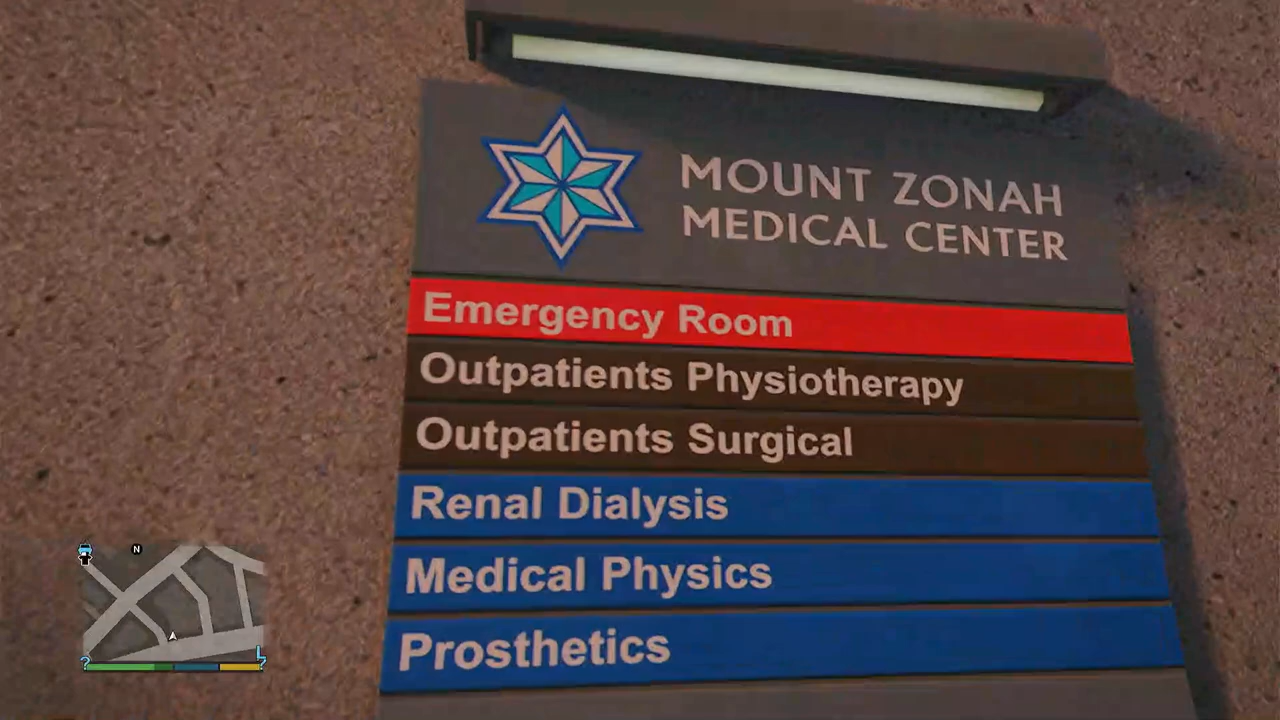 MOUNT ZONAH
MEDICAL CENTER
Emergency Room
Outpatients Physiotherapy
Outpatients Surgical
Renal Dialysis
Medical Physics
Prosthetics
N
?
L
?